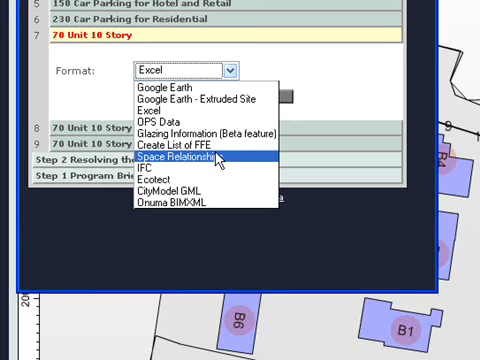 5 150 Car Parking for Hotel and Retail
6 230 Car Parking for Residential
7 70 Unit 10 Story
Format: Excel
Google Earth
Google Earth - Extruded Site
Excel
OPS Data
Glazing Information (Beta feature)
Create List of FFE
Space Relationship
IFC
Ecotect
CityModel GML
Onuma BIMXML
8 70 Unit 10 Story
9 70 Unit 10 Story
Step 2 Resolving the
Step 1 Program Brie
B4
B6
B1